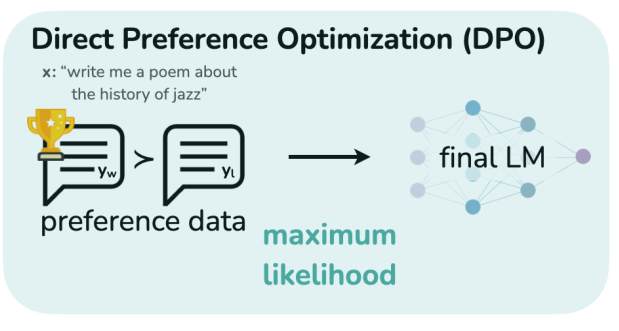 Direct Preference Optimization (DPO)
x: “write me a poem about
the history of jazz”
yw ≻ yl
preference data
maximum
likelihood
final LM